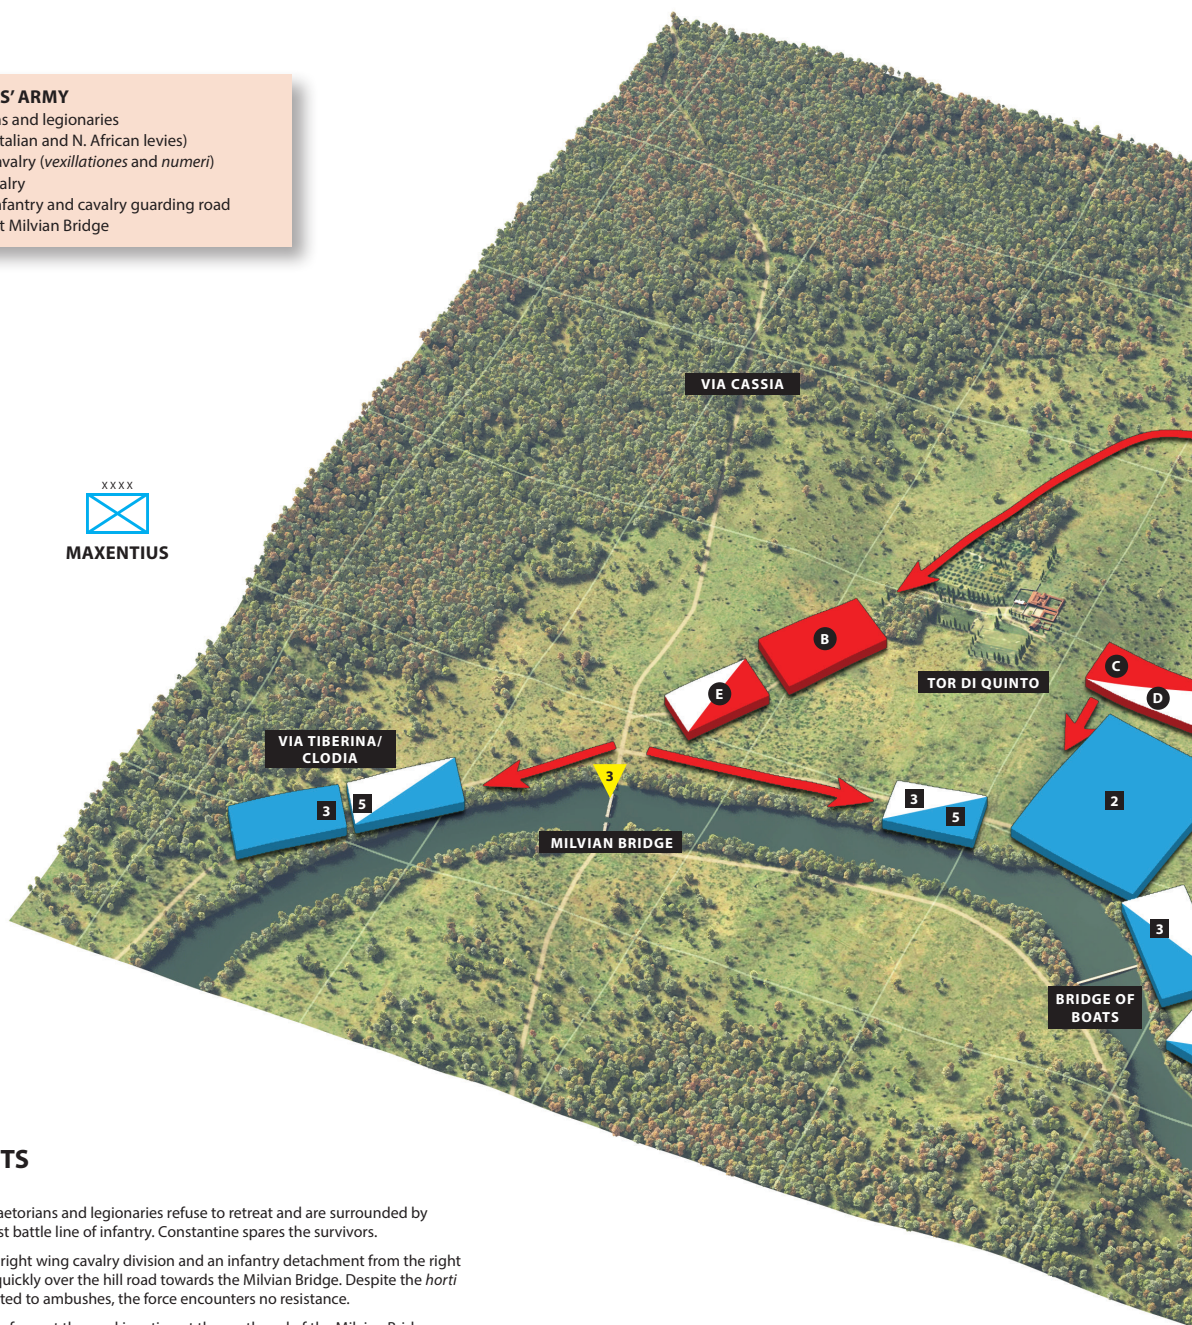 S' ARMY
s and legionaries
talian and N. African levies)
avalry (vexillationes and numeri)
alry
nfantry and cavalry guarding road
t Milvian Bridge
VIA CASSIA
xxxx
MAXENTIUS
B
E
C
D
TOR DI QUINTO
VIA TIBERINA/
CLODIA
3
5
3
3
5
2
MILVIAN BRIDGE
3
BRIDGE OF
BOATS
TS
aetorians and legionaries refuse to retreat and are surrounded by
st battle line of infantry. Constantine spares the survivors.
right wing cavalry division and an infantry detachment from the right
quickly over the hill road towards the Milvian Bridge. Despite the horti
ted to ambushes, the force encounters no resistance.